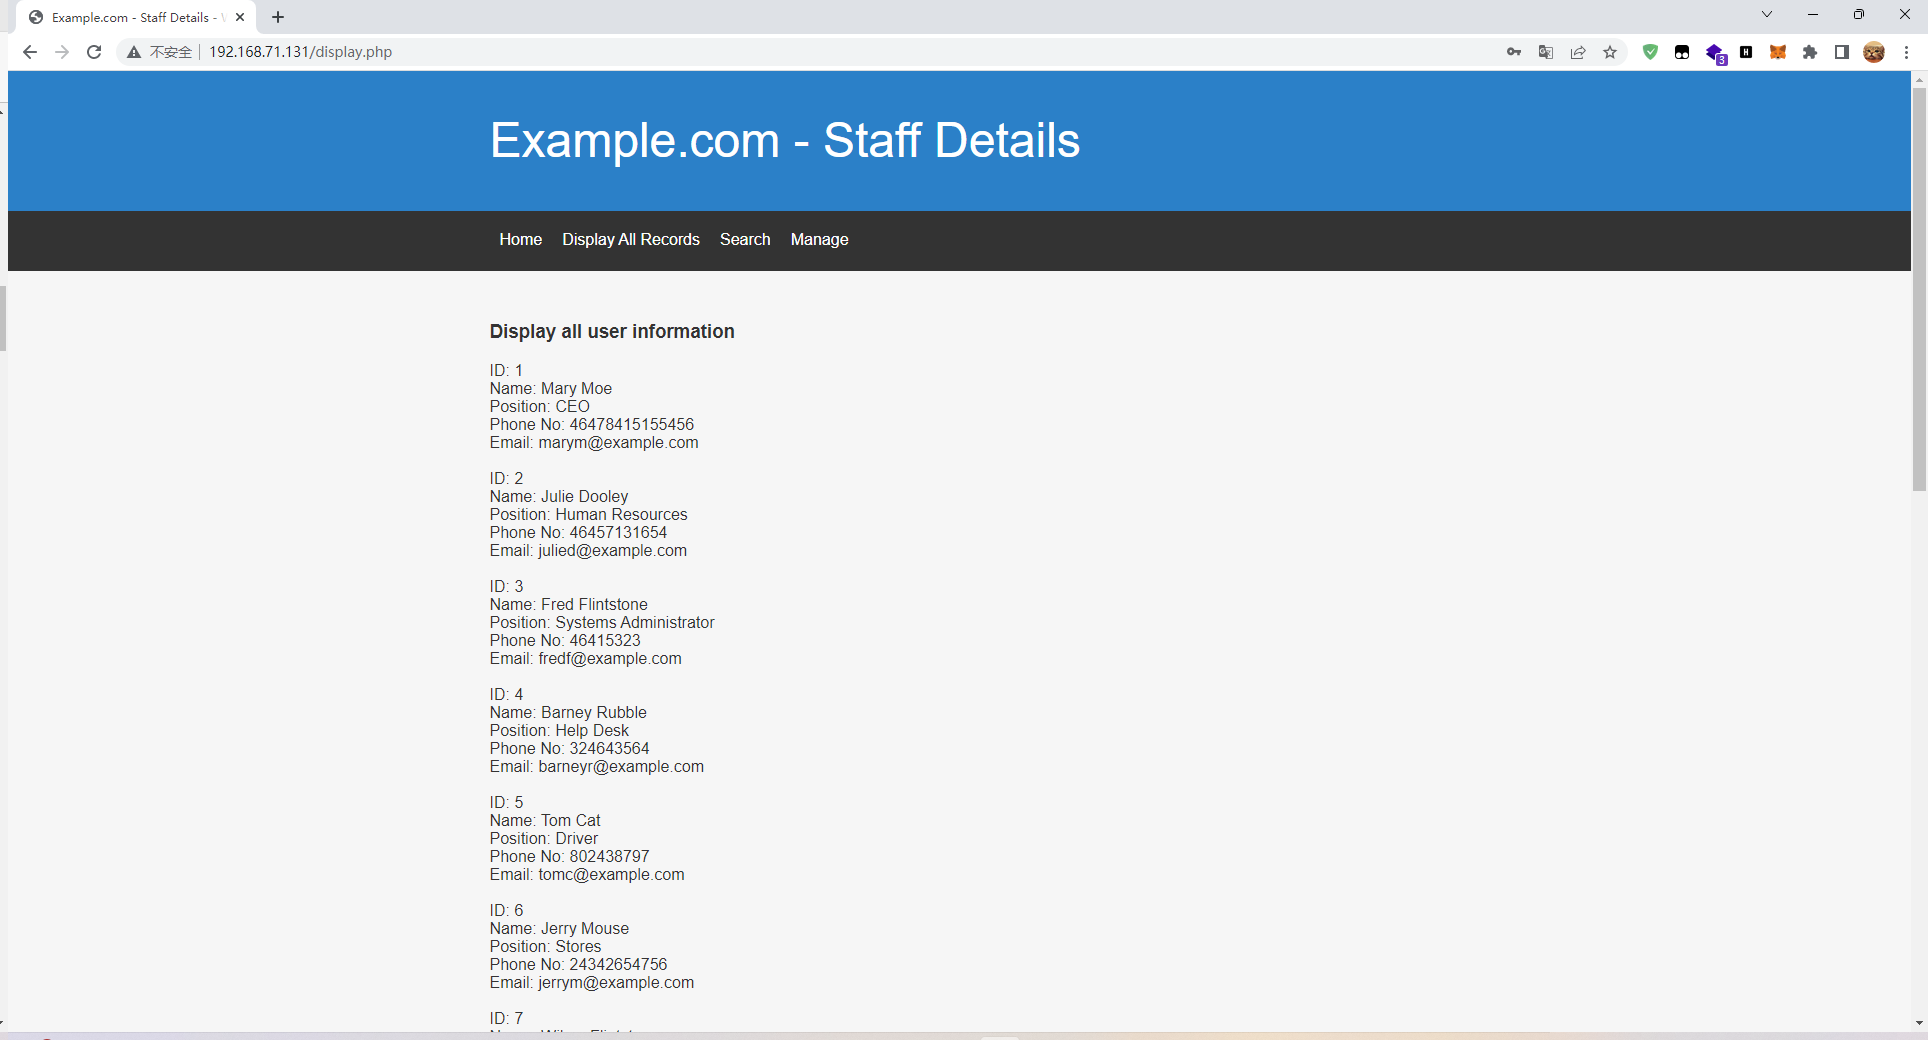 Example.com - Staff Details -
不安全 192.168.71.131/display.php
3
Example.com - Staff Details
Home Display All Records Search Manage
Display all user information
ID: 1
Name: Mary Moe
Position: CEO
Phone No: 46478415155456
Email: marym@example.com
ID: 2
Name: Julie Dooley
Position: Human Resources
Phone No: 46457131654
Email: julied@example.com
ID: 3
Name: Fred Flintstone
Position: Systems Administrator
Phone No: 46415323
Email: fredf@example.com
ID: 4
Name: Barney Rubble
Position: Help Desk
Phone No: 324643564
Email: barneyr@example.com
ID: 5
Name: Tom Cat
Position: Driver
Phone No: 802438797
Email: tomc@example.com
ID: 6
Name: Jerry Mouse
Position: Stores
Phone No: 24342654756
Email: jerrym@example.com
ID: 7